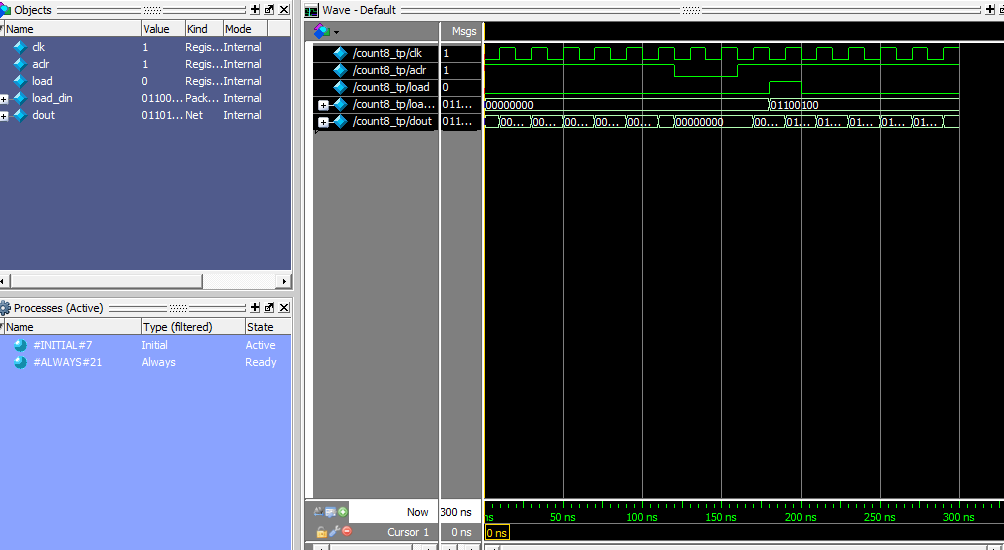 Objects
Name Value Kind Mode
clk 1 Regis... Internal
aclr 1 Regis... Internal
load 0 Regis... Internal
load_din 01100... Pack... Internal
dout 01101... Net Internal
Processes (Active)
Name Type (filtered) State
#INITIAL#7 Initial Active
#ALWAYS#21 Always Ready
Wave - Default
Msgs
/count8_tp/clk 1
/count8_tp/aclr 1
/count8_tp/load 0
/count8_tp/loa... 011... 00000000 01100100
/count8_tp/dout 011... 00... 00... 00... 00... 00... 00000000 00... 01... 01... 01... 01... 01...
Now 300 ns ns 50 ns 100 ns 150 ns 200 ns 250 ns 300 ns
Cursor 1 0 ns 0 ns